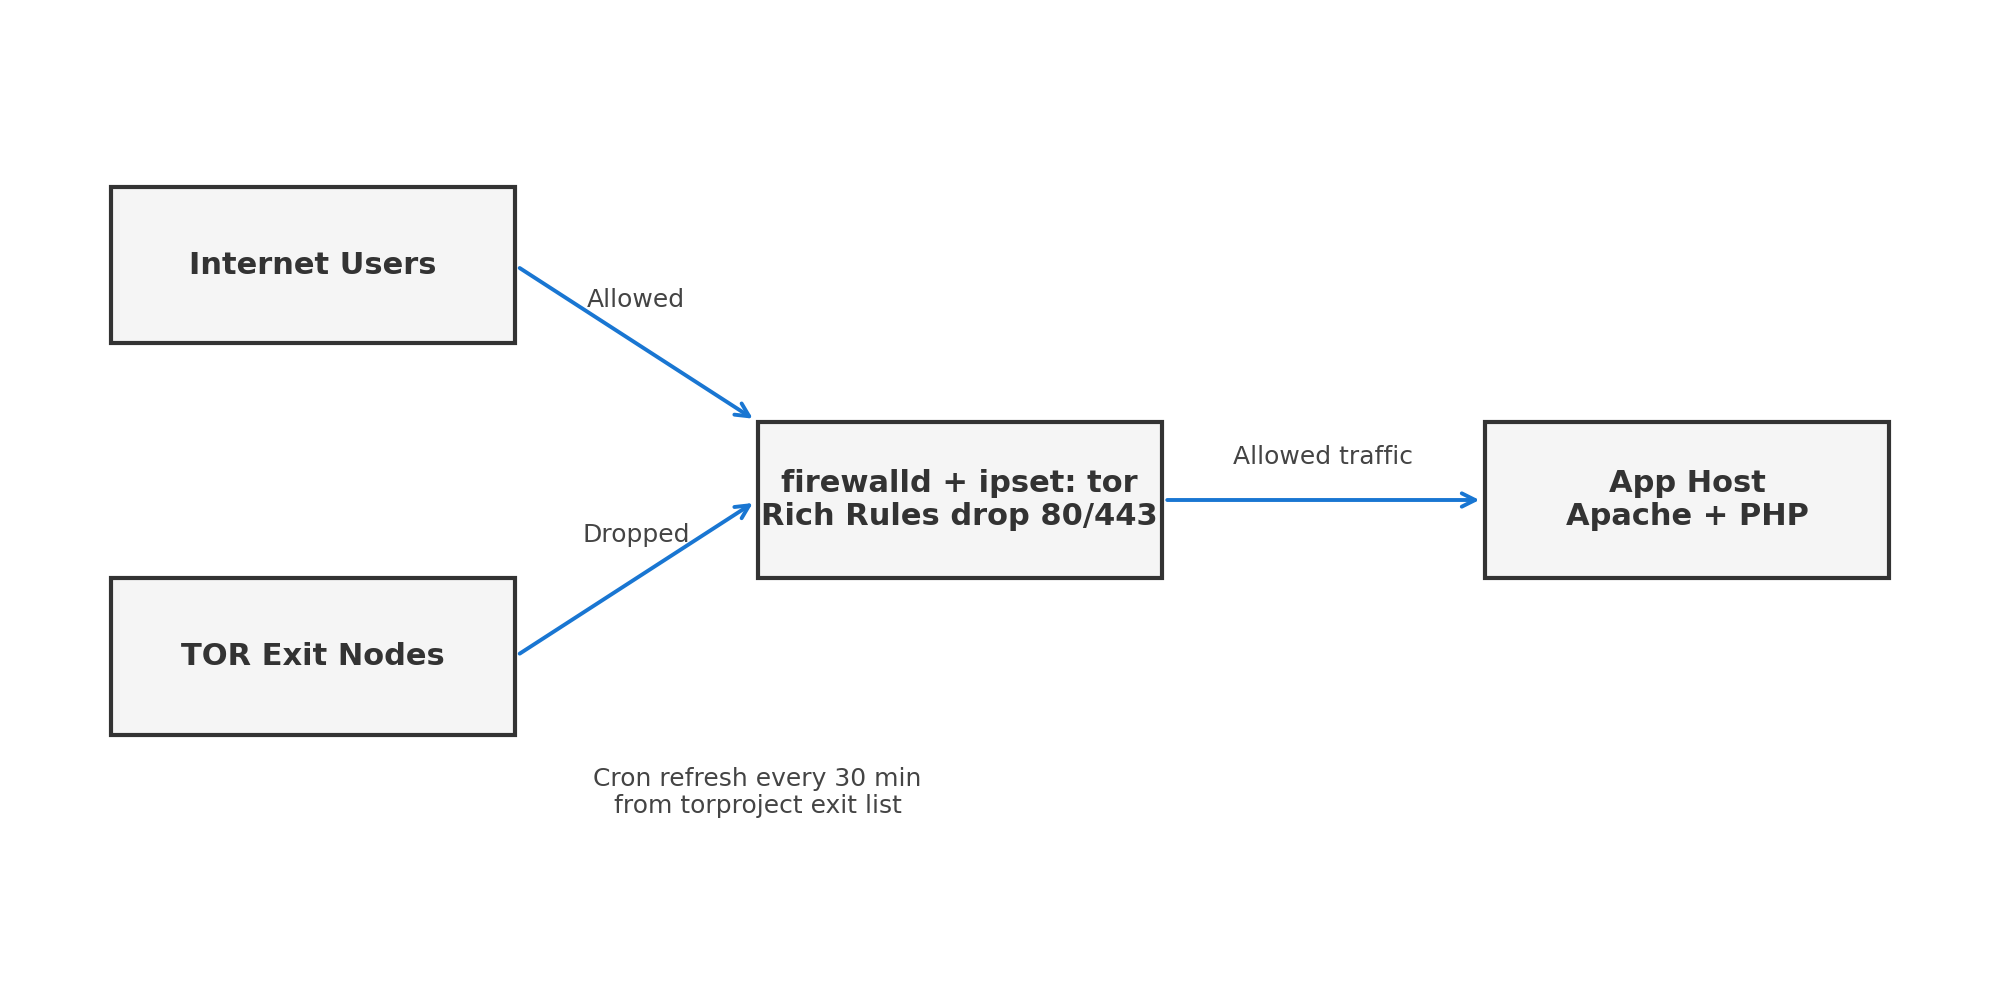 Internet Users
Allowed
firewalld + ipset: tor
Rich Rules drop 80/443
Allowed traffic
App Host
Apache + PHP
Dropped
TOR Exit Nodes
Cron refresh every 30 min
from torproject exit list